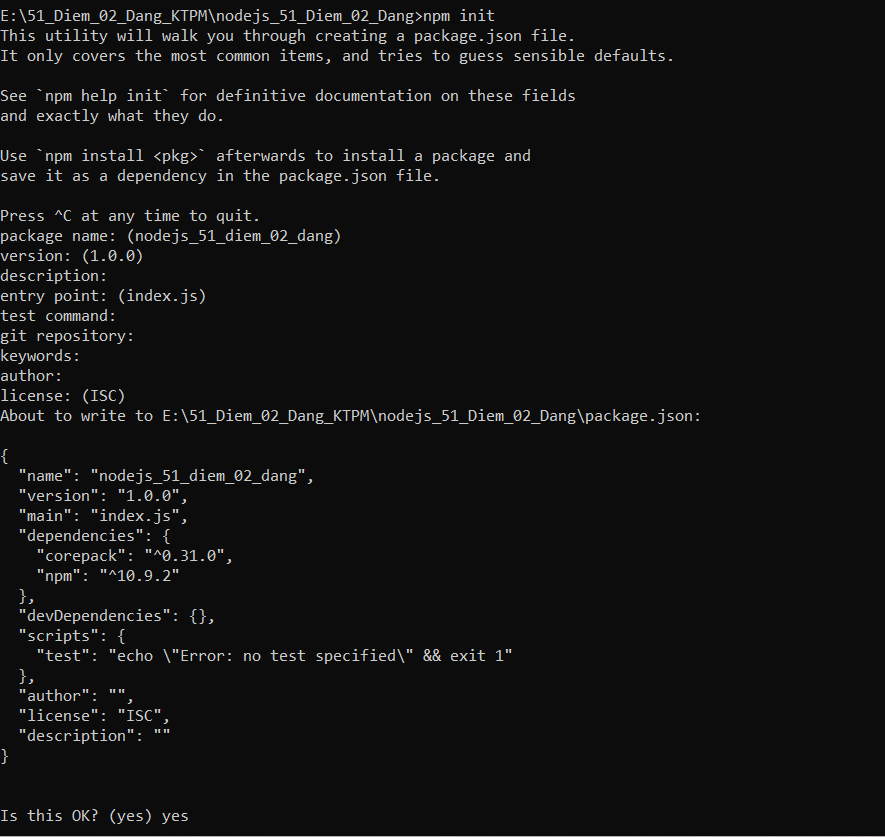 E:\51_Diem_02_Dang_KTPM\nodejs_51_Diem_02_Dang>npm init
This utility will walk you through creating a package.json file.
It only covers the most common items, and tries to guess sensible defaults.
See `npm help init` for definitive documentation on these fields
and exactly what they do.
Use `npm install <pkg>` afterwards to install a package and
save it as a dependency in the package.json file.
Press ^C at any time to quit.
package name: (nodejs_51_diem_02_dang)
version: (1.0.0)
description:
entry point: (index.js)
test command:
git repository:
keywords:
author:
license: (ISC)
About to write to E:\51_Diem_02_Dang_KTPM\nodejs_51_Diem_02_Dang\package.json:
{
  "name": "nodejs_51_diem_02_dang",
  "version": "1.0.0",
  "main": "index.js",
  "dependencies": {
    "corepack": "^0.31.0",
    "npm": "^10.9.2"
  },
  "devDependencies": {},
  "scripts": {
    "test": "echo \"Error: no test specified\" && exit 1"
  },
  "author": "",
  "license": "ISC",
  "description": ""
}
Is this OK? (yes) yes